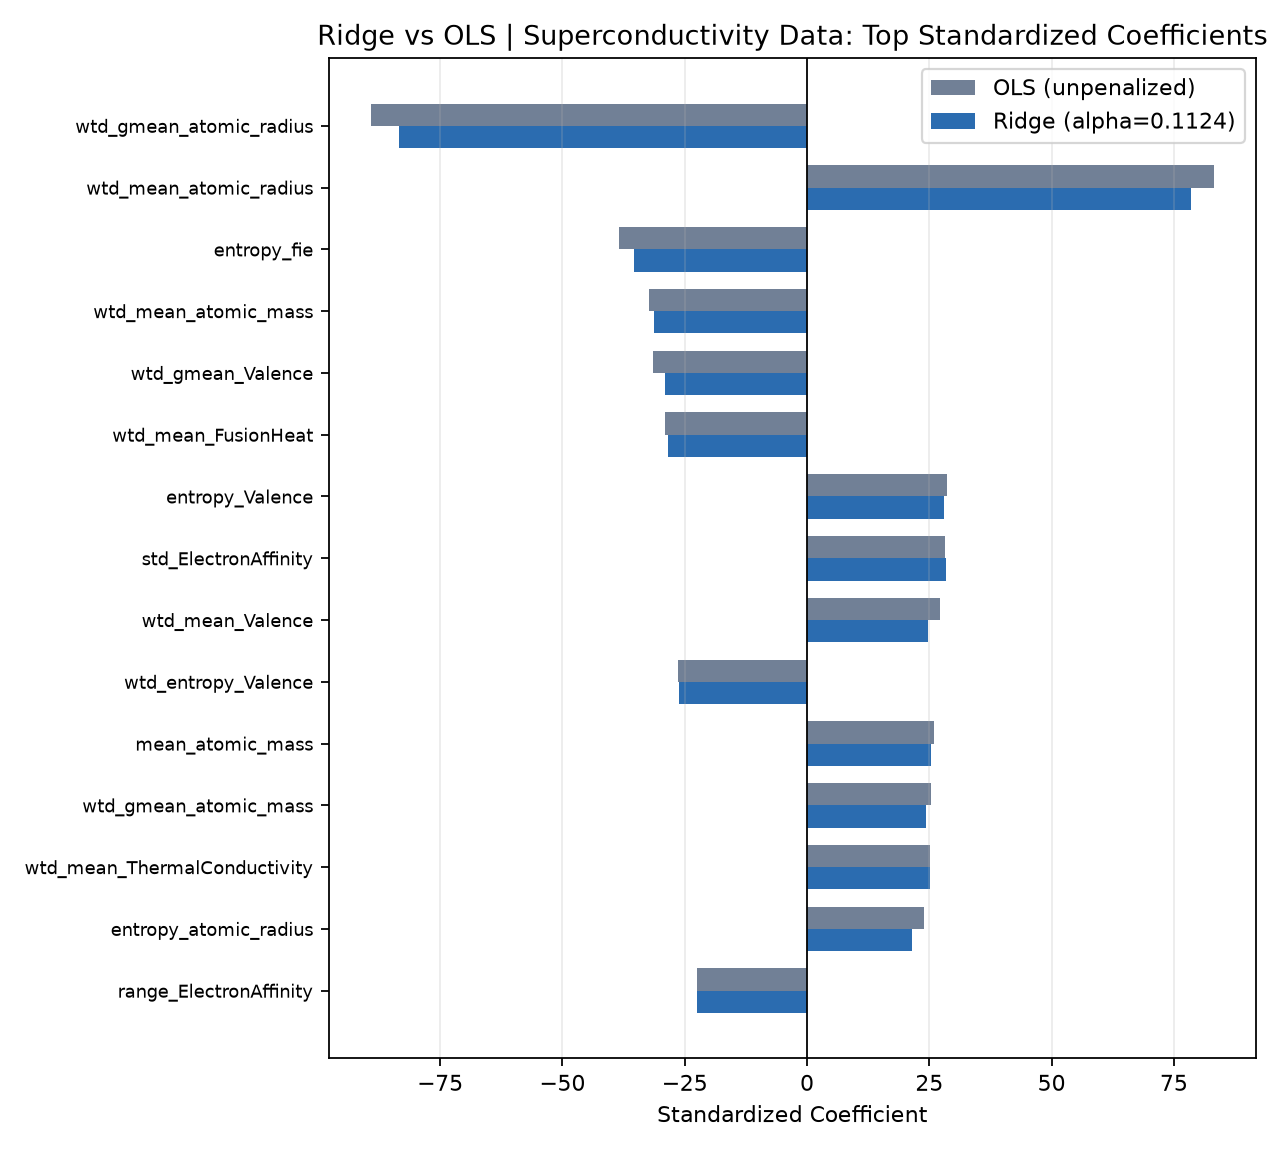 Ridge vs OLS | Superconductivity Data: Top Standardized Coefficients
OLS (unpenalized)
Ridge (alpha=0.1124)
wtd_gmean_atomic_radius
wtd_mean_atomic_radius
entropy_fie
wtd_mean_atomic_mass
wtd_gmean_Valence
wtd_mean_FusionHeat
entropy_Valence
std_ElectronAffinity
wtd_mean_Valence
wtd_entropy_Valence
mean_atomic_mass
wtd_gmean_atomic_mass
wtd_mean_ThermalConductivity
entropy_atomic_radius
range_ElectronAffinity
−75 −50 −25 0 25 50 75
Standardized Coefficient